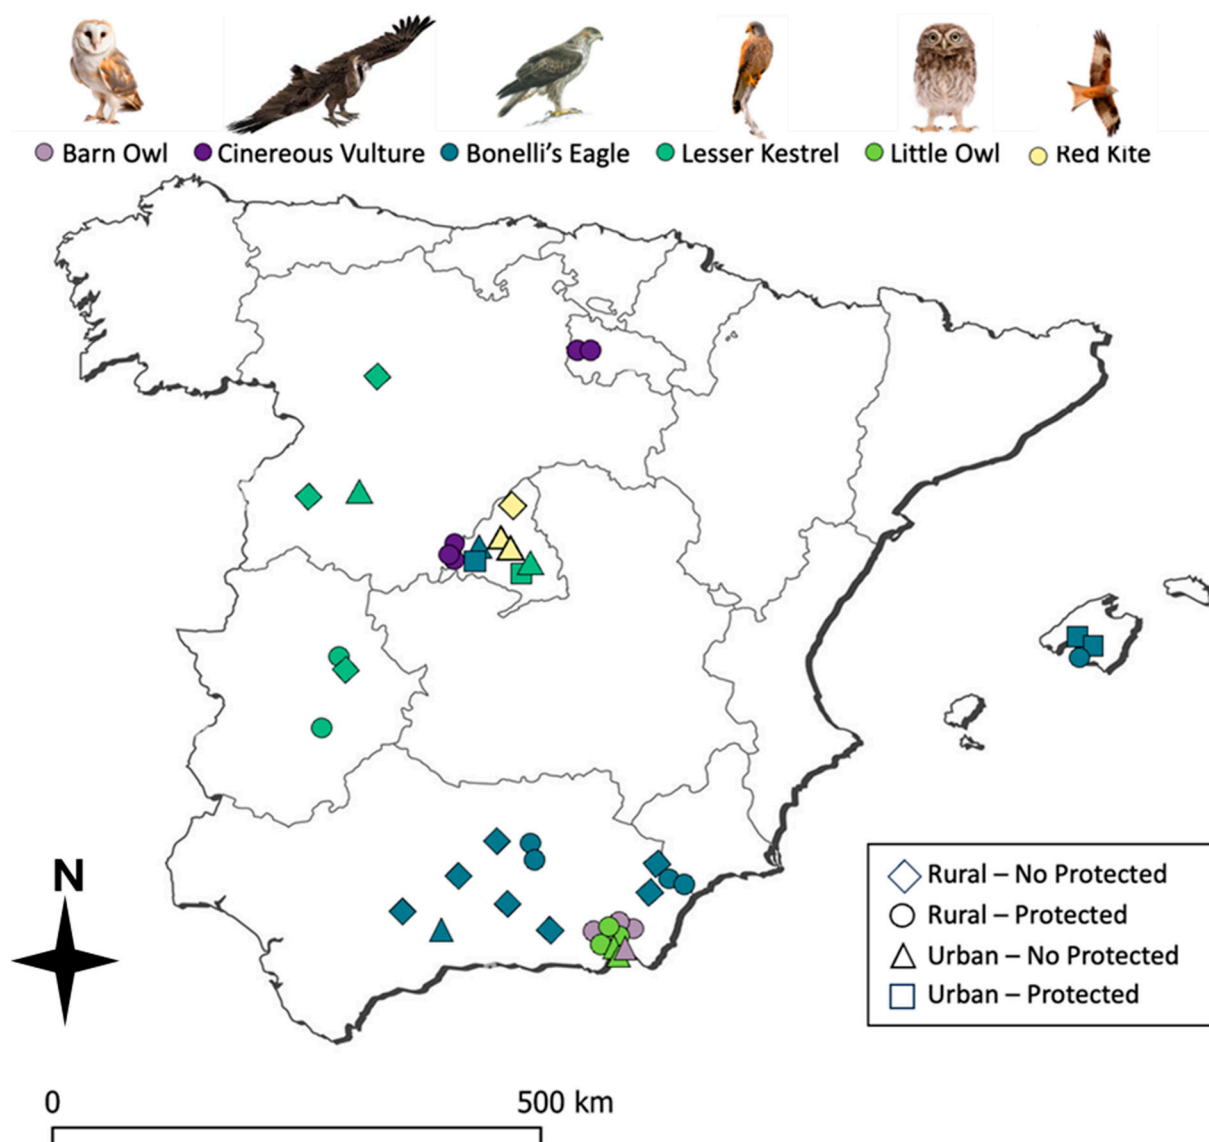 Barn Owl Cinereous Vulture Bonelli's Eagle Lesser Kestrel Little Owl Red Kite
Rural – No Protected
Rural – Protected
Urban – No Protected
Urban – Protected
N
0 500 km